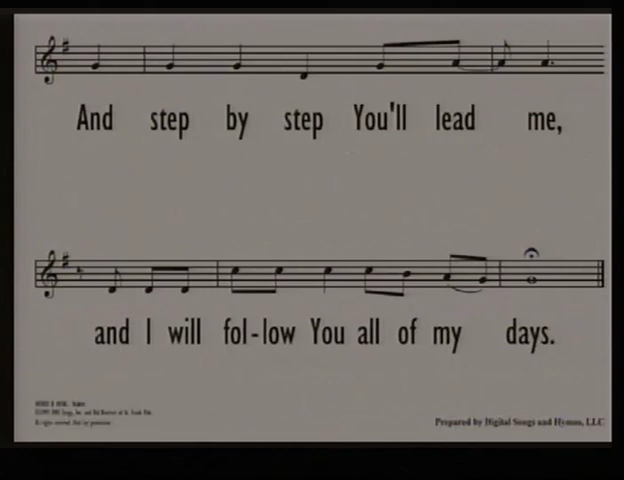 And step by step You'll lead me,
and I will fol-low You all of my days.
Prepared by Digital Songs and Hymns, LLC